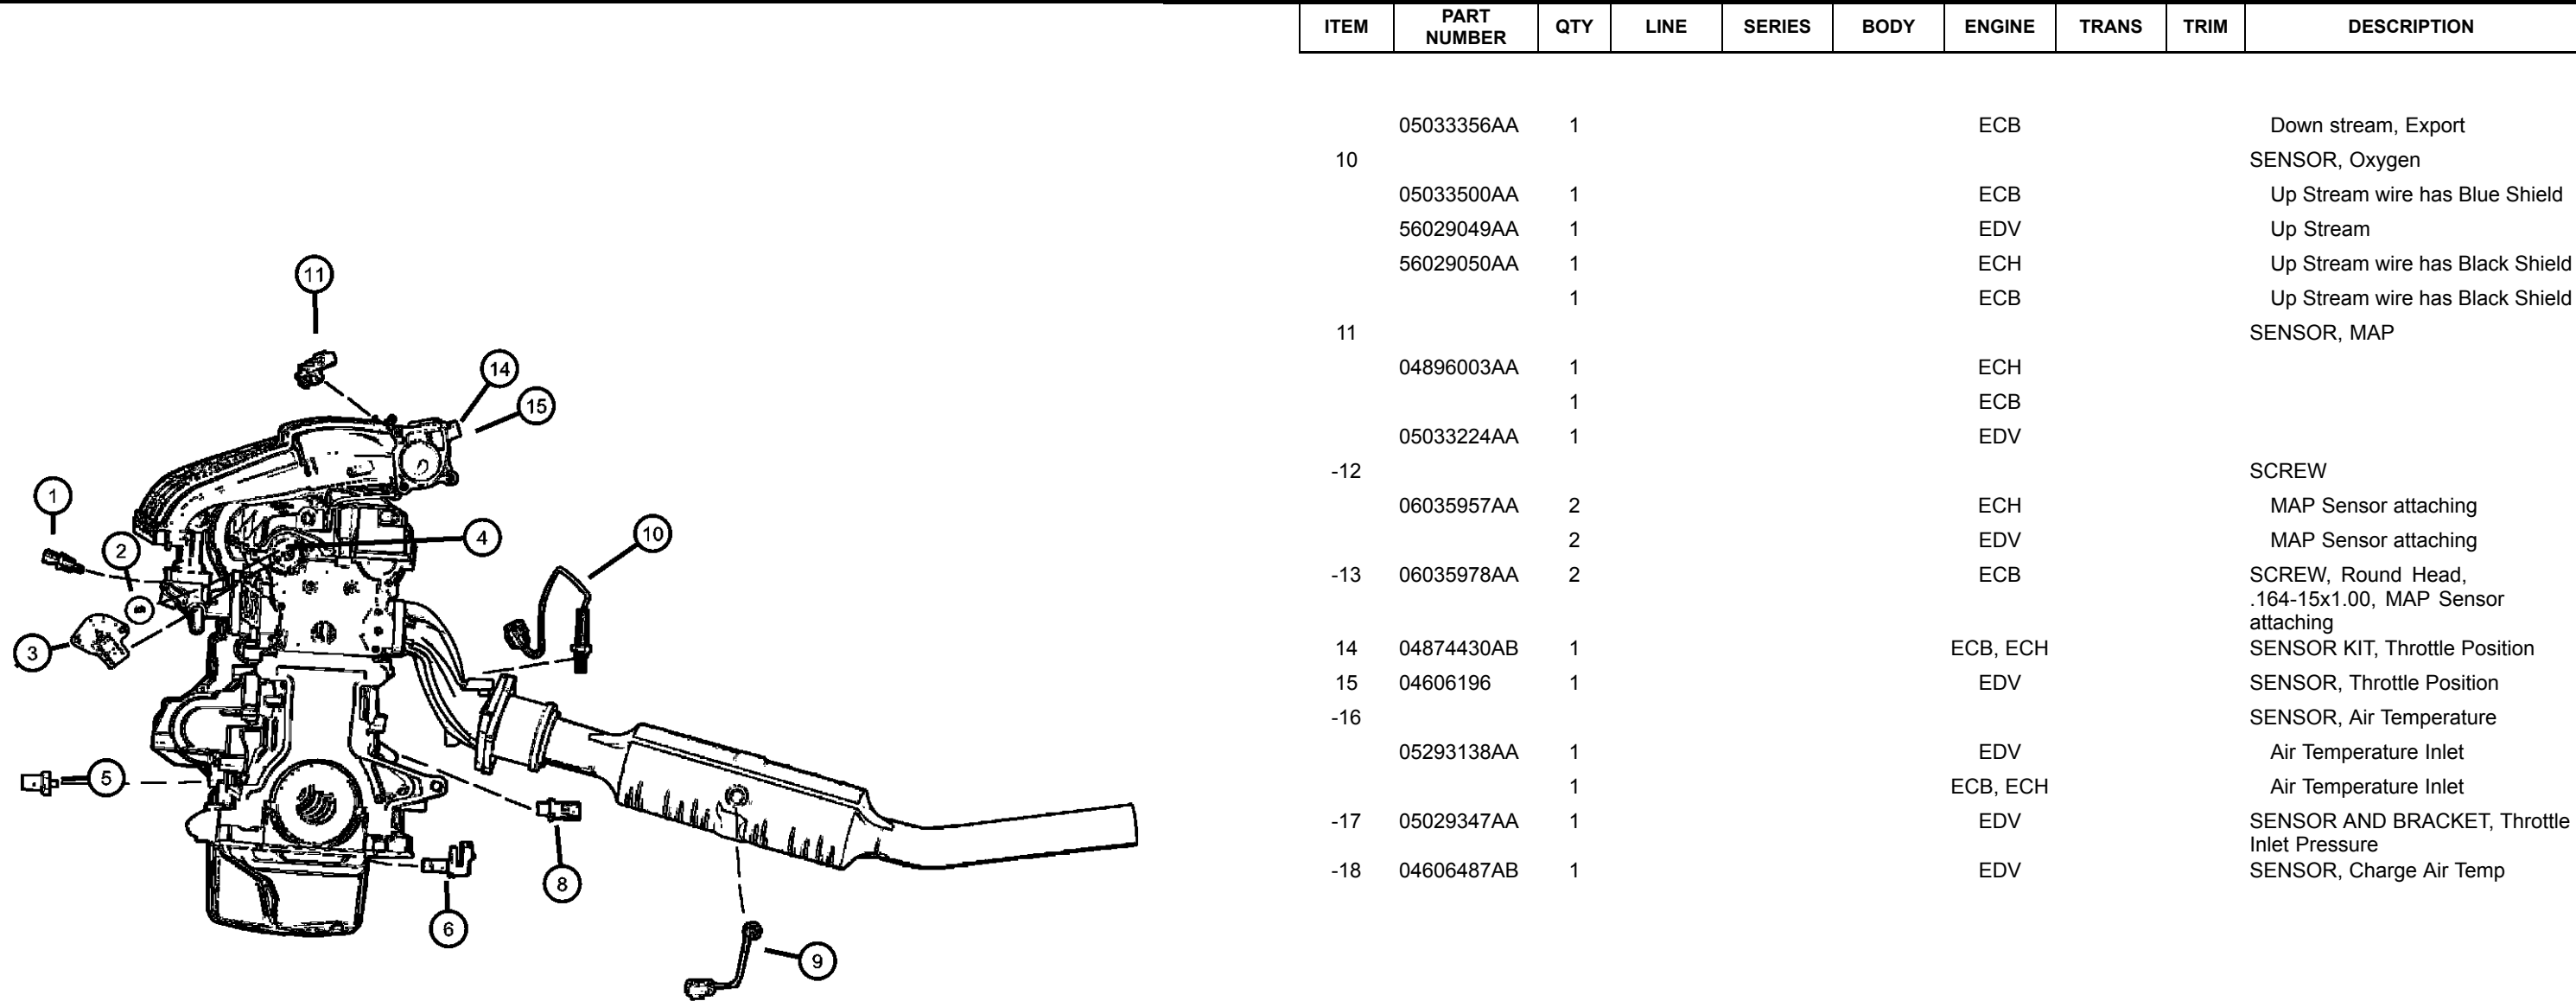 ITEM PART NUMBER QTY LINE SERIES BODY ENGINE TRANS TRIM DESCRIPTION
05033356AA 1 ECB Down stream, Export
10 SENSOR, Oxygen
05033500AA 1 ECB Up Stream wire has Blue Shield
56029049AA 1 EDV Up Stream
56029050AA 1 ECH Up Stream wire has Black Shield
1 ECB Up Stream wire has Black Shield
11 SENSOR, MAP
04896003AA 1 ECH
1 ECB
05033224AA 1 EDV
-12 SCREW
06035957AA 2 ECH MAP Sensor attaching
2 EDV MAP Sensor attaching
-13 06035978AA 2 ECB SCREW, Round Head,
.164-15x1.00, MAP Sensor
attaching
14 04874430AB 1 ECB, ECH SENSOR KIT, Throttle Position
15 04606196 1 EDV SENSOR, Throttle Position
-16 SENSOR, Air Temperature
05293138AA 1 EDV Air Temperature Inlet
1 ECB, ECH Air Temperature Inlet
-17 05029347AA 1 EDV SENSOR AND BRACKET, Throttle
Inlet Pressure
-18 04606487AB 1 EDV SENSOR, Charge Air Temp
11
14
15
1
2
4
10
3
5
8
6
9